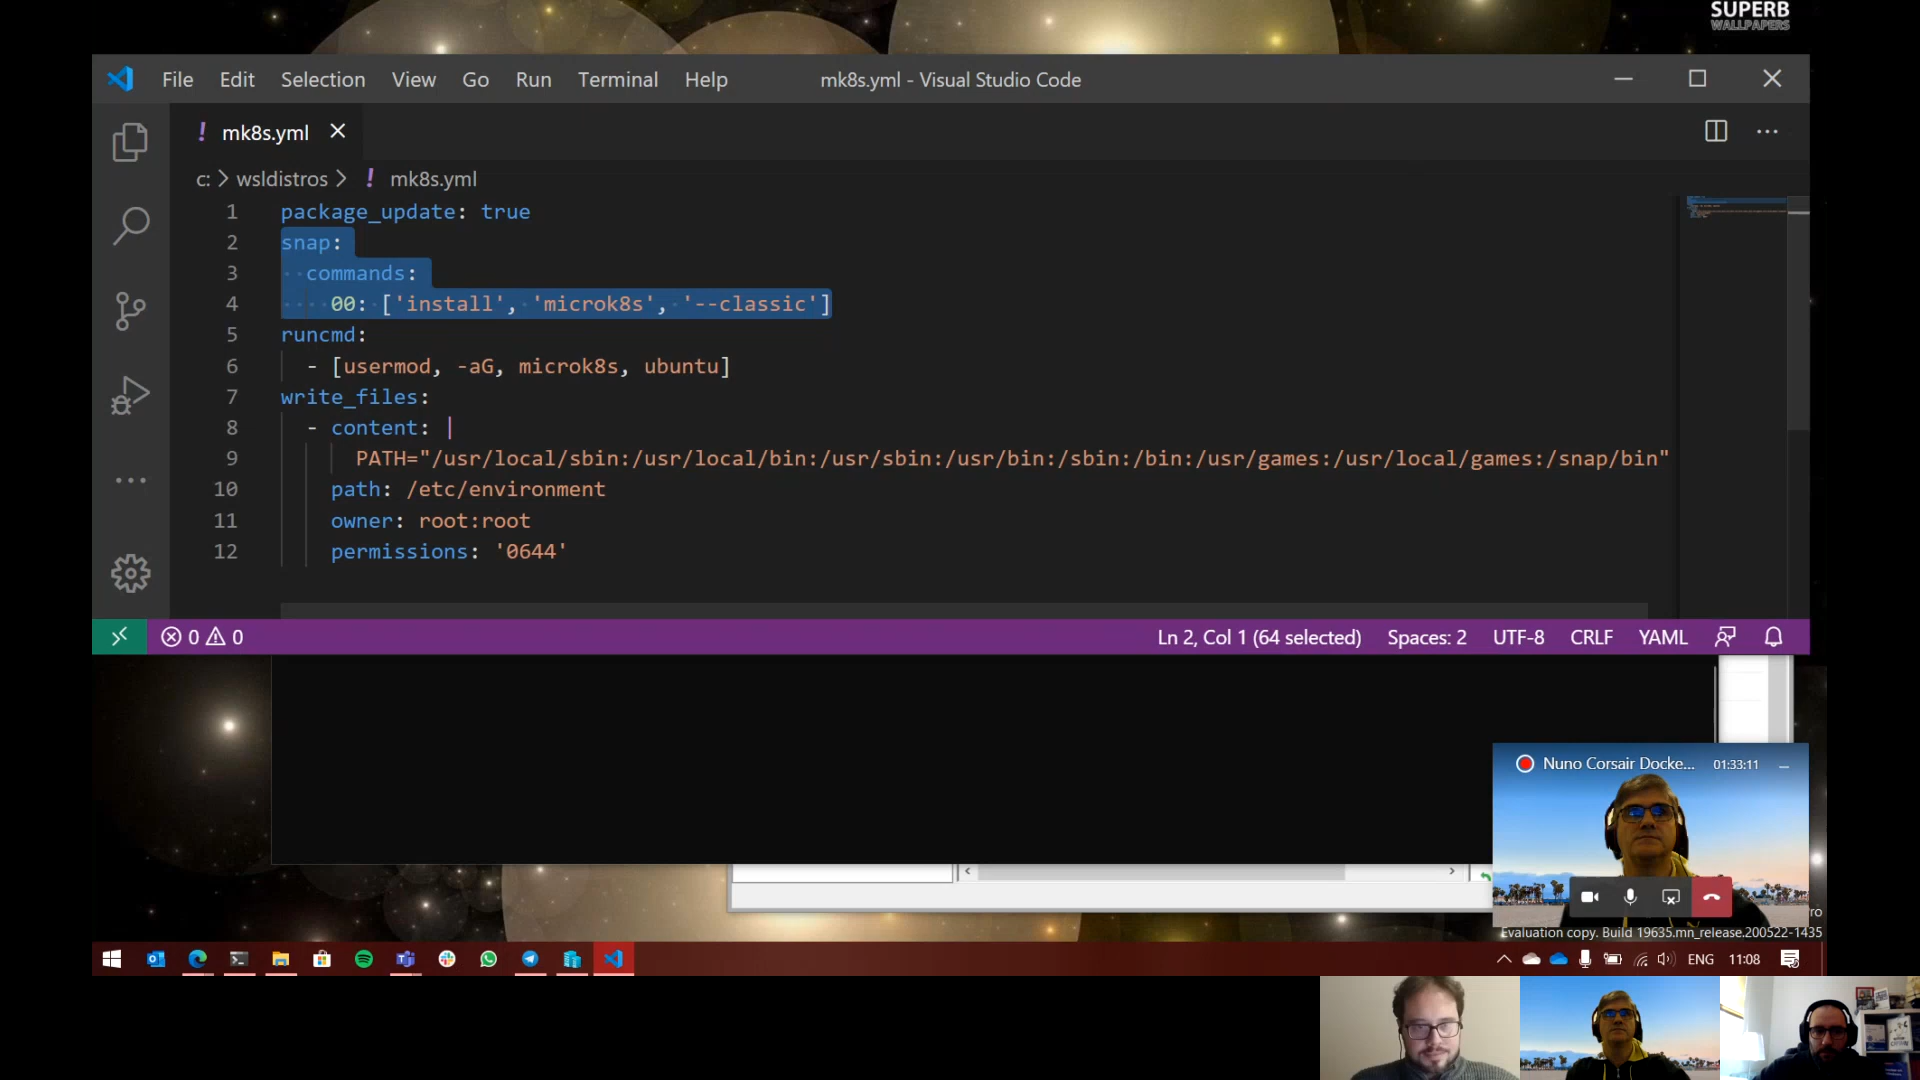 SUPERB
WALLPAPERS
File Edit Selection View Go Run Terminal Help mk8s.yml - Visual Studio Code
! mk8s.yml
c: > wsldistros > ! mk8s.yml
1 package_update: true
2 snap:
3 commands:
4 00: ['install', 'microk8s', '--classic']
5 runcmd:
6 - [usermod, -aG, microk8s, ubuntu]
7 write_files:
8 - content: |
9 PATH="/usr/local/sbin:/usr/local/bin:/usr/sbin:/usr/bin:/sbin:/bin:/usr/games:/usr/local/games:/snap/bin"
10 path: /etc/environment
11 owner: root:root
12 permissions: '0644'
0 0 Ln 2, Col 1 (64 selected) Spaces: 2 UTF-8 CRLF YAML
Nuno Corsair Docke... 01:33:11
ro
Evaluation copy. Build 19635.mn_release.200522-1435
ENG 11:08